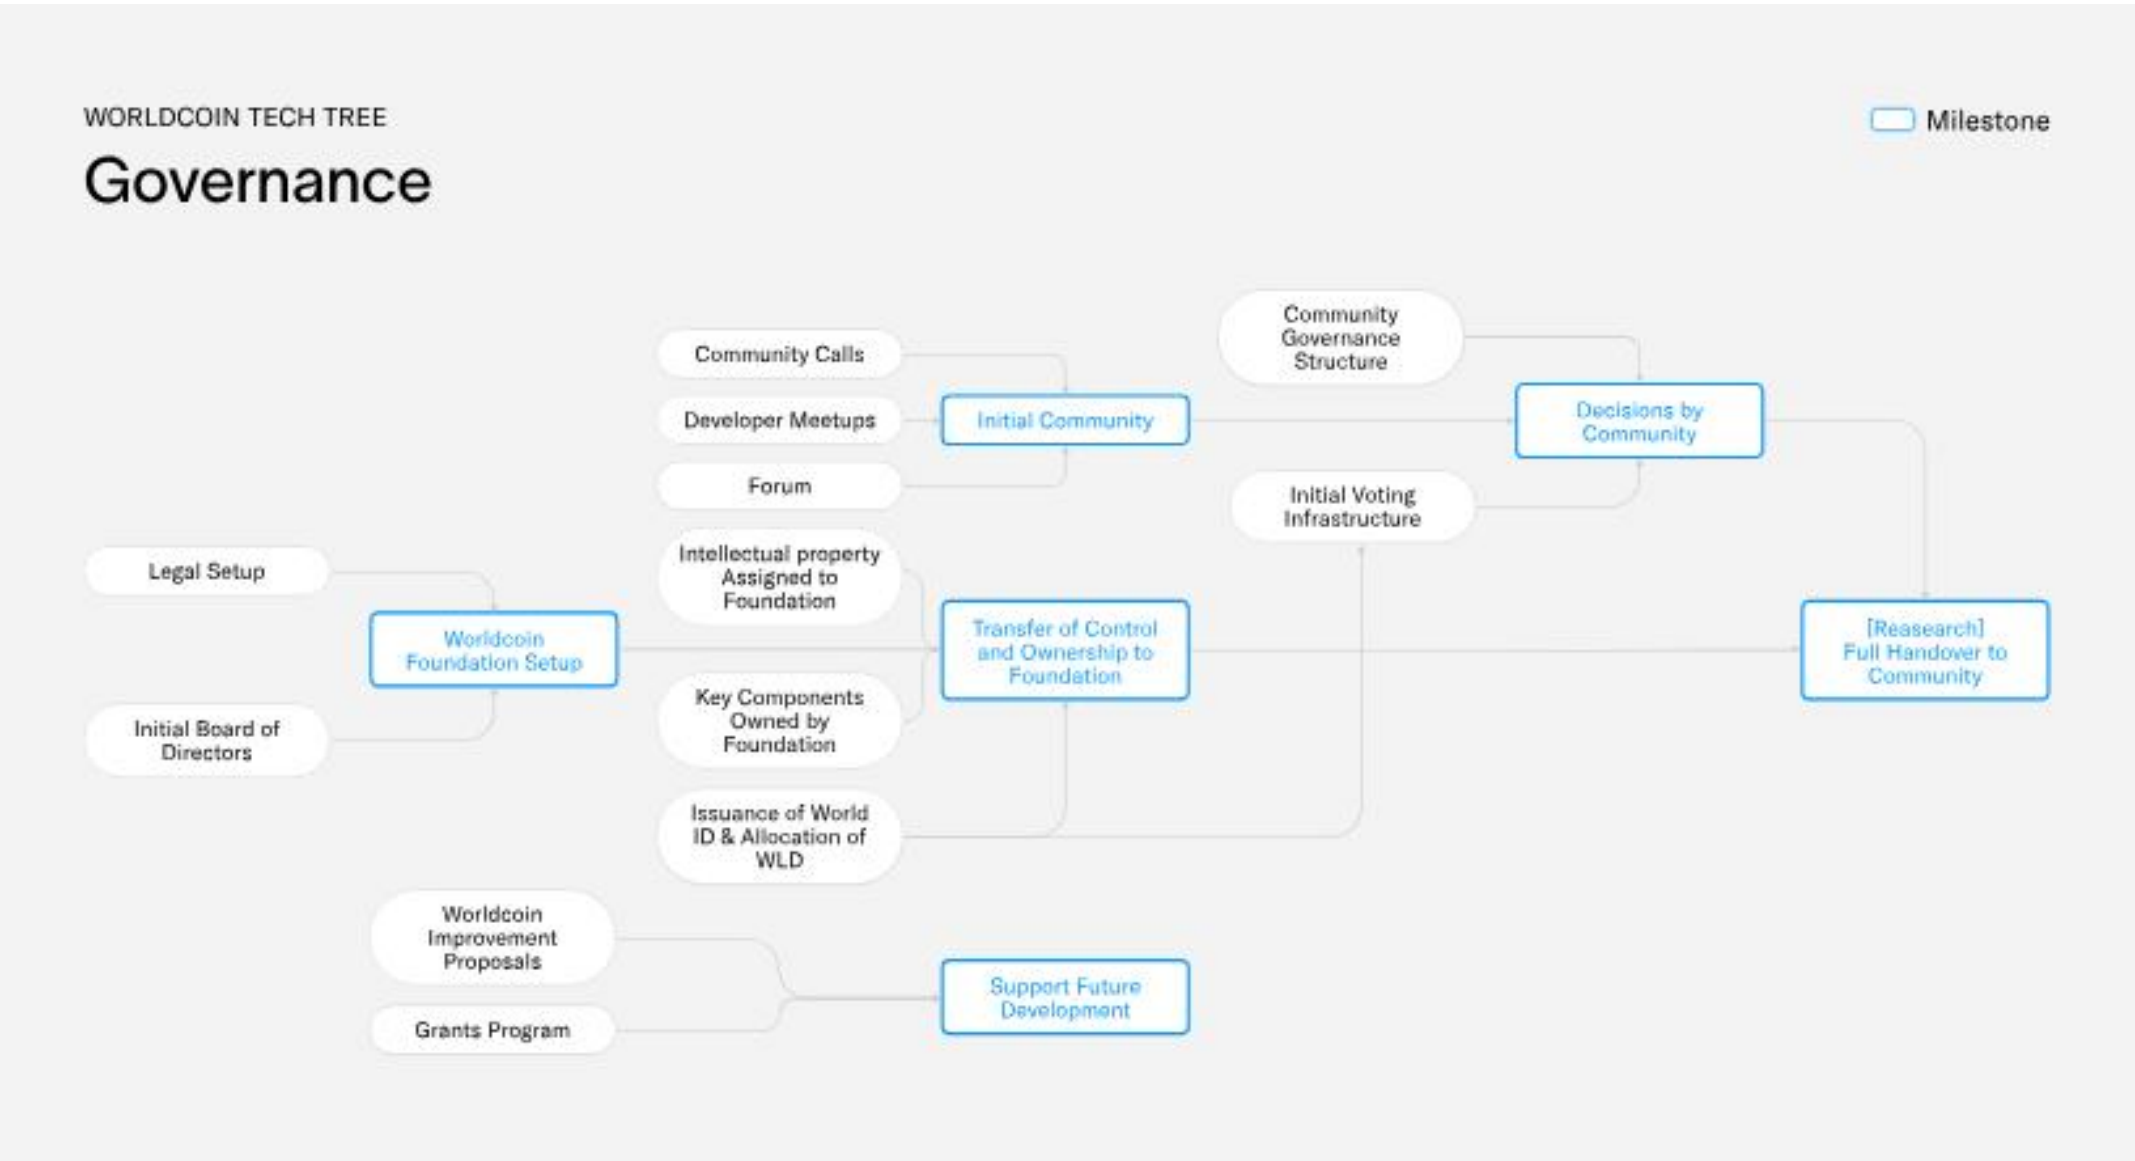 WORLDCOIN TECH TREE
Governance
Milestone
Community
Governance
Structure
Community Calls
Developer Meetups
Forum
Initial Community
Decisions by
Community
Initial Voting
Infrastructure
Legal Setup
Initial Board of
Directors
Worldcoin
Foundation Setup
Intellectual property
Assigned to
Foundation
Key Components
Owned by
Foundation
Issuance of World
ID & Allocation of
WLD
Transfer of Control
and Ownership to
Foundation
[Reasearch]
Full Handover to
Community
Worldcoin
Improvement
Proposals
Grants Program
Support Future
Development